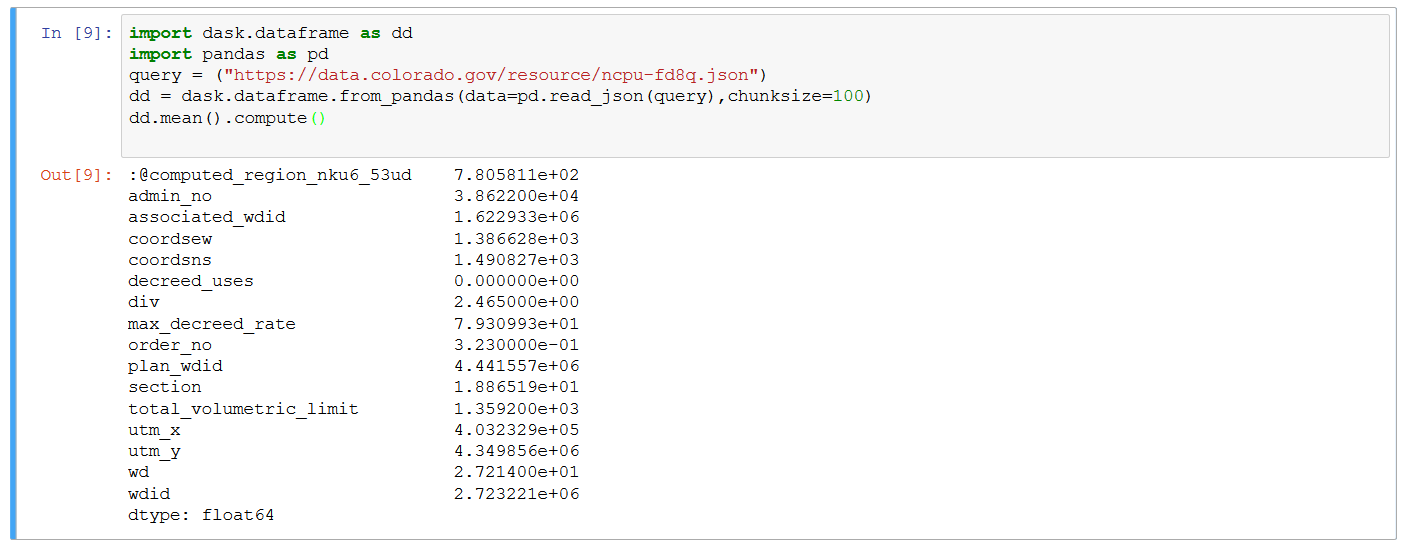 In [9]: import dask.dataframe as dd
import pandas as pd
query = ("https://data.colorado.gov/resource/ncpu-fd8q.json")
dd = dask.dataframe.from_pandas(data=pd.read_json(query),chunksize=100)
dd.mean().compute()
Out[9]: :@computed_region_nku6_53ud    7.805811e+02
admin_no                       3.862200e+04
associated_wdid                1.622933e+06
coordsew                       1.386628e+03
coordsns                       1.490827e+03
decreed_uses                   0.000000e+00
div                            2.465000e+00
max_decreed_rate               7.930993e+01
order_no                       3.230000e-01
plan_wdid                      4.441557e+06
section                        1.886519e+01
total_volumetric_limit         1.359200e+03
utm_x                          4.032329e+05
utm_y                          4.349856e+06
wd                             2.721400e+01
wdid                           2.723221e+06
dtype: float64